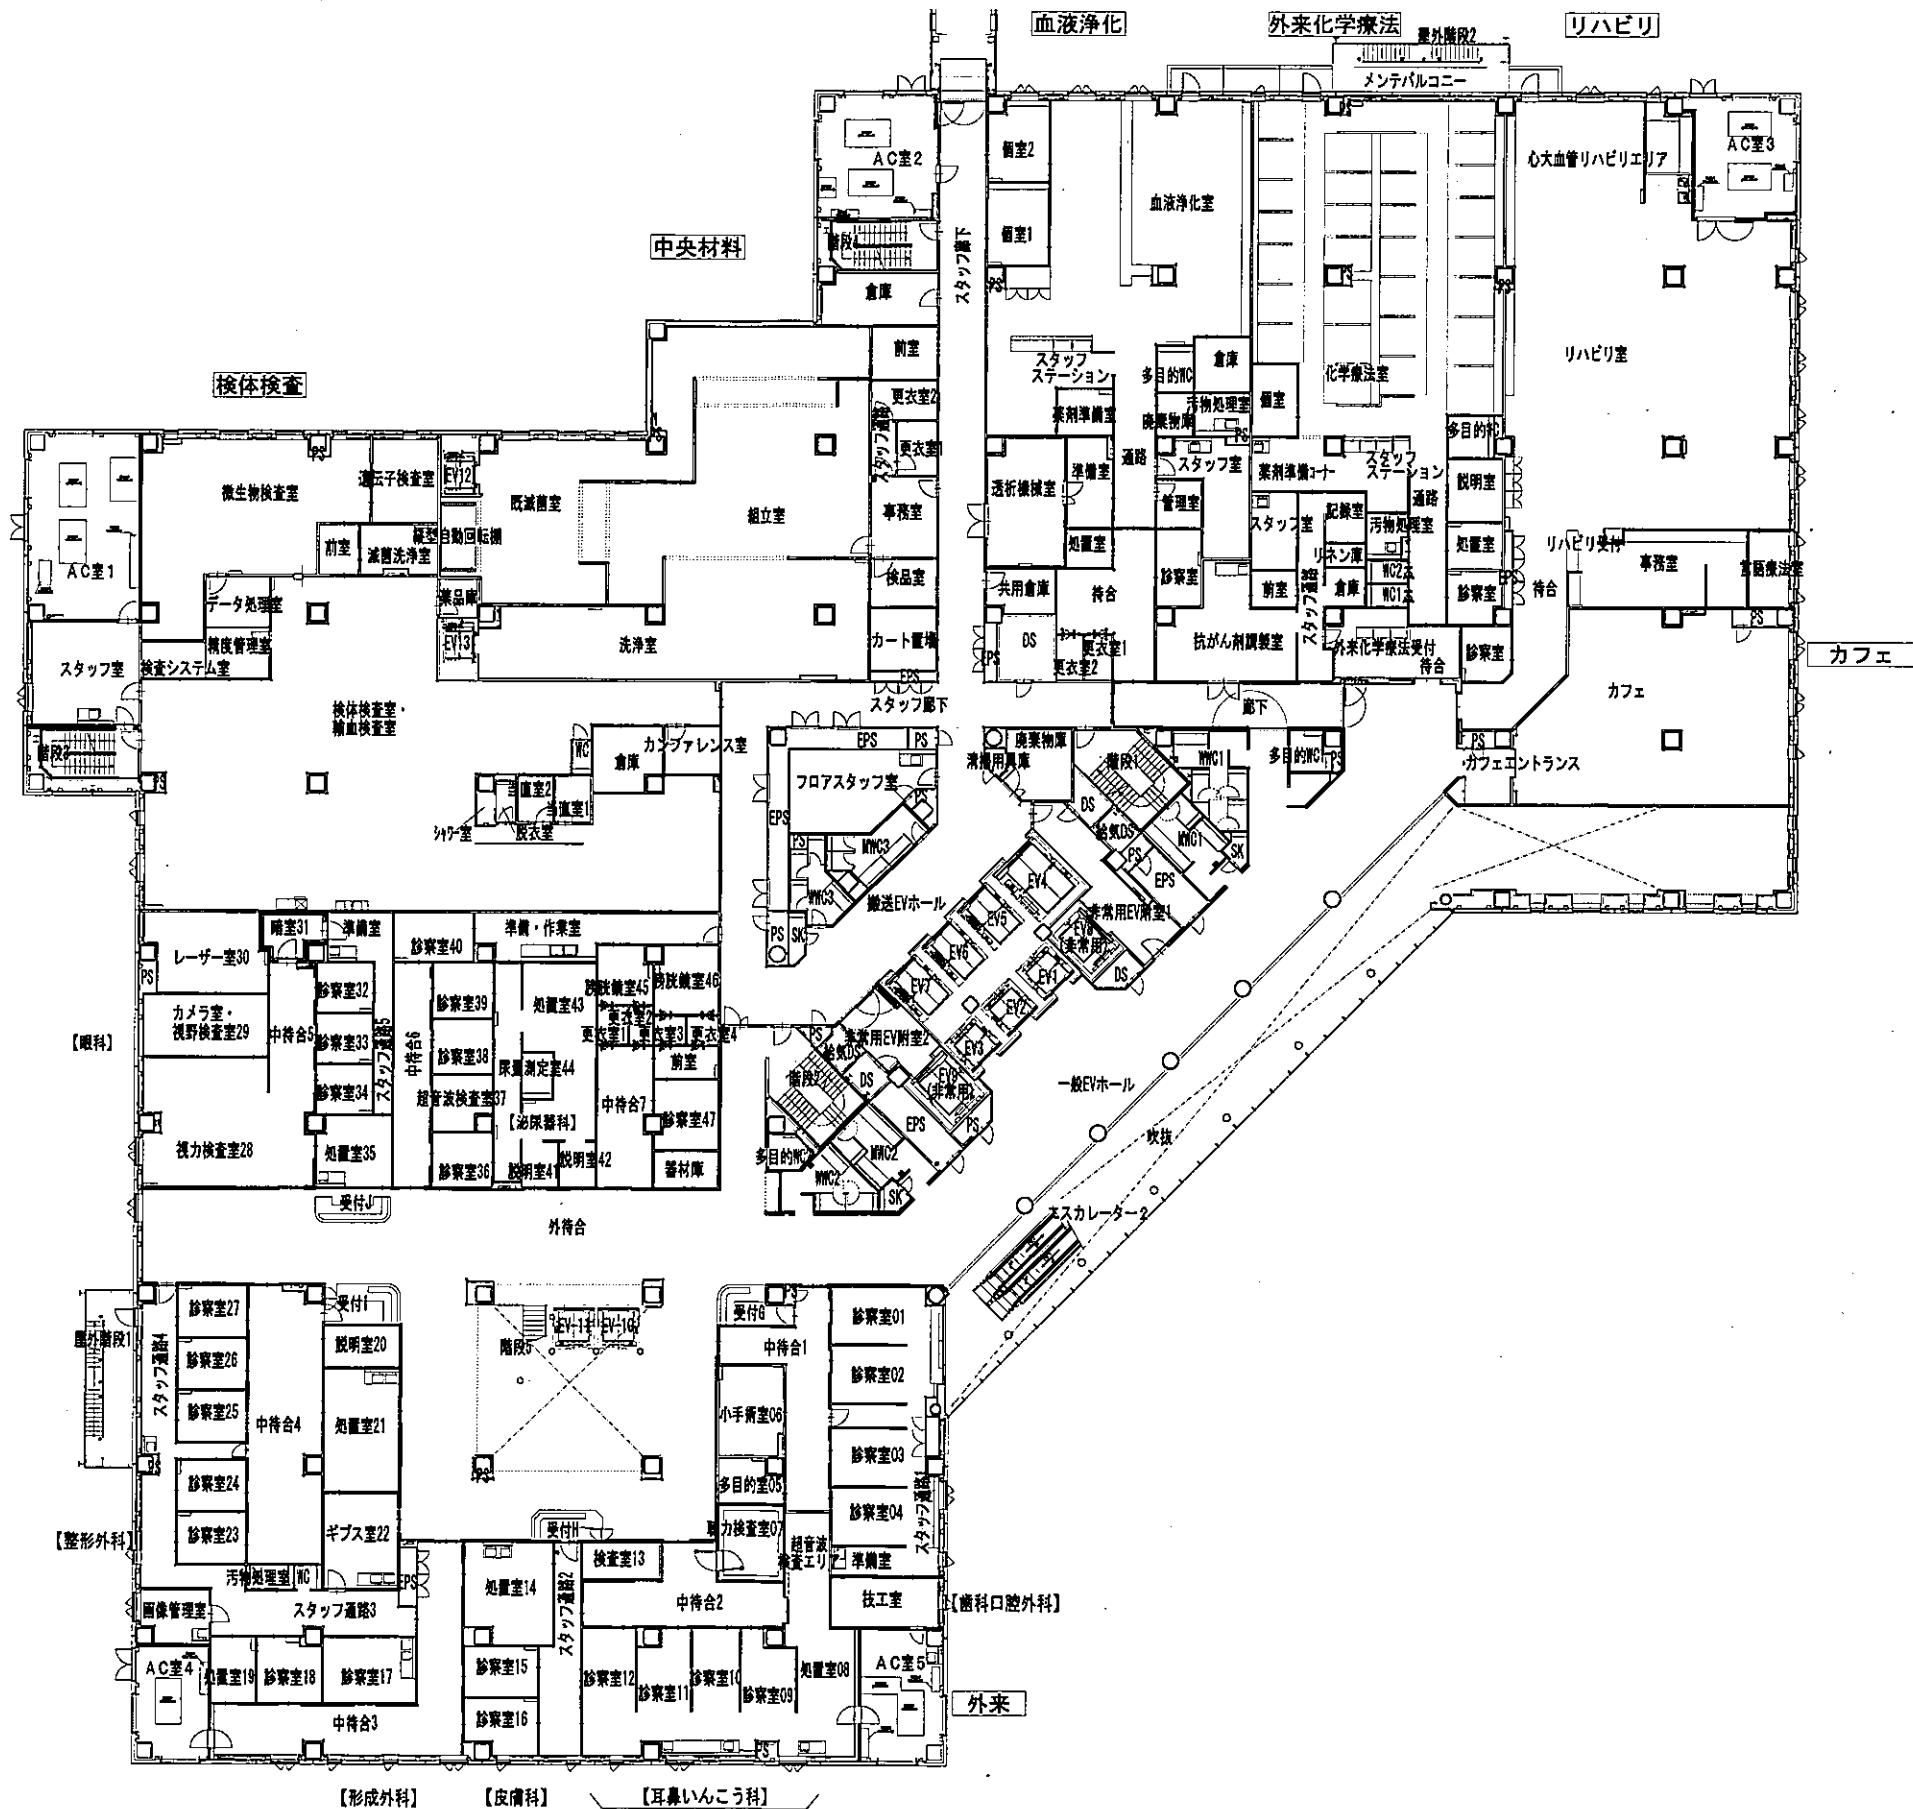 血液浄化
外来化学療法
リハビリ
屋外階段2
メンテバルコニー
AC室2
個室2
心大血管リハビリエリア
AC室3
血液浄化室
個室1
中央材料
階段4
スタッフ廊下
PS
PS
PS
倉庫
前室
スタッフ
ステーション
倉庫
多目的WC
化学療法室
リハビリ室
検体検査
更衣室2
薬剤準備室
汚物処理室
廃棄物庫
個室
多目的WC
スタッフ通路
更衣室1
EV12
遺伝子検査室
微生物検査室
既滅菌室
組立室
透析機械室
準備室
通路
スタッフ室
薬剤準備コーナー
スタッフ
ステーション
通路
説明室
管理室
事務室
スタッフ室
記録室
汚物処理室
前室
滅菌洗浄室
縦型
自動回転棚
処置室
リネン庫
処置室
リハビリ受付
事務室
言語療法室
AC室1
検品室
共用倉庫
待合
診察室
前室
スタッフ通路
倉庫
WC2
WC1
診察室
待合
データ処理室
薬品庫
精度管理室
EV13
洗浄室
カート置場
DS
更衣室1
更衣室2
抗がん剤調製室
外来化学療法受付
待合
診察室
カフェ
スタッフ室
検査システム室
EPS
EPS
カフェ
スタッフ廊下
廊下
検体検査室・
輸血検査室
階段3
WC
倉庫
カンファレンス室
EPS
PS
廃棄物庫
清掃用具庫
階段1
WWC1
多目的WC1
PS
PS
カフェエントランス
フロアスタッフ室
当直室2
当直室1
シャワー室
脱衣室
EPS
DS
給気DS
MWC1
SK
PS
MWC3
WWC3
EPS
EV4
搬送EVホール
EV5
非常用EV附室1
EV8
(非常用)
PS
SK
EV6
EV1
DS
EV7
EV2
暗室31
準備室
診察室40
準備・作業室
レーザー室30
PS
診察室32
診察室39
処置室43
膀胱鏡室45
膀胱鏡室46
カメラ室・
視野検査室29
中待合5
診察室33
スタッフ通路5
中待合6
診察室38
更衣室2
更衣室1
更衣室3
更衣室4
【眼科】
尿量測定室44
前室
非常用EV附室2
給気DS
EV3
階段2
DS
EV9
(非常用)
一般EVホール
診察室34
超音波検査室37
中待合7
診察室47
【泌尿器科】
視力検査室28
処置室35
診察室36
説明室41
説明室42
器材庫
EPS
PS
多目的WC2
MWC2
WWC2
SK
吹抜
受付J
外待合
エスカレーター2
診察室27
受付I
EV-11
EV-10
受付G
PS
診察室01
屋外階段1
スタッフ通路4
説明室20
階段5
中待合1
診察室26
診察室02
診察室25
中待合4
処置室21
小手術室06
診察室03
診察室24
PS
多目的室05
スタッフ通路1
診察室04
診察室23
ギプス室22
受付H
力検査室07
超音波
検査エリア
準備室
【整形外科】
汚物処理室
WC
EPS
検査室13
処置室14
スタッフ通路2
中待合2
技工室
【歯科口腔外科】
画像管理室
スタッフ通路3
AC室4
処置室19
診察室18
診察室17
診察室15
診察室12
診察室11
診察室10
診察室09
処置室08
AC室5
外来
中待合3
診察室16
PS
【形成外科】
【皮膚科】
【耳鼻いんこう科】